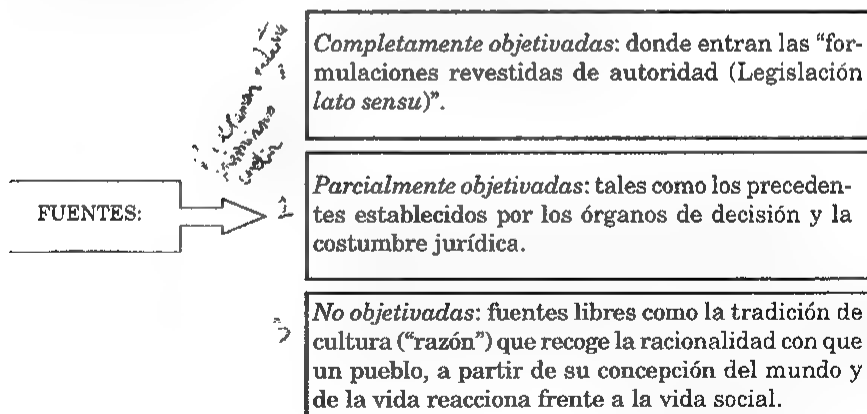 Completamente objetivadas: donde entran las “for-
mulaciones revestidas de autoridad (Legislación
lato sensu)”.
FUENTES:
2
Parcialmente objetivadas: tales como los preceden-
tes establecidos por los órganos de decisión y la
costumbre jurídica.
3
No objetivadas: fuentes libres como la tradición de
cultura (“razón”) que recoge la racionalidad con que
un pueblo, a partir de su concepción del mundo y
de la vida reacciona frente a la vida social.